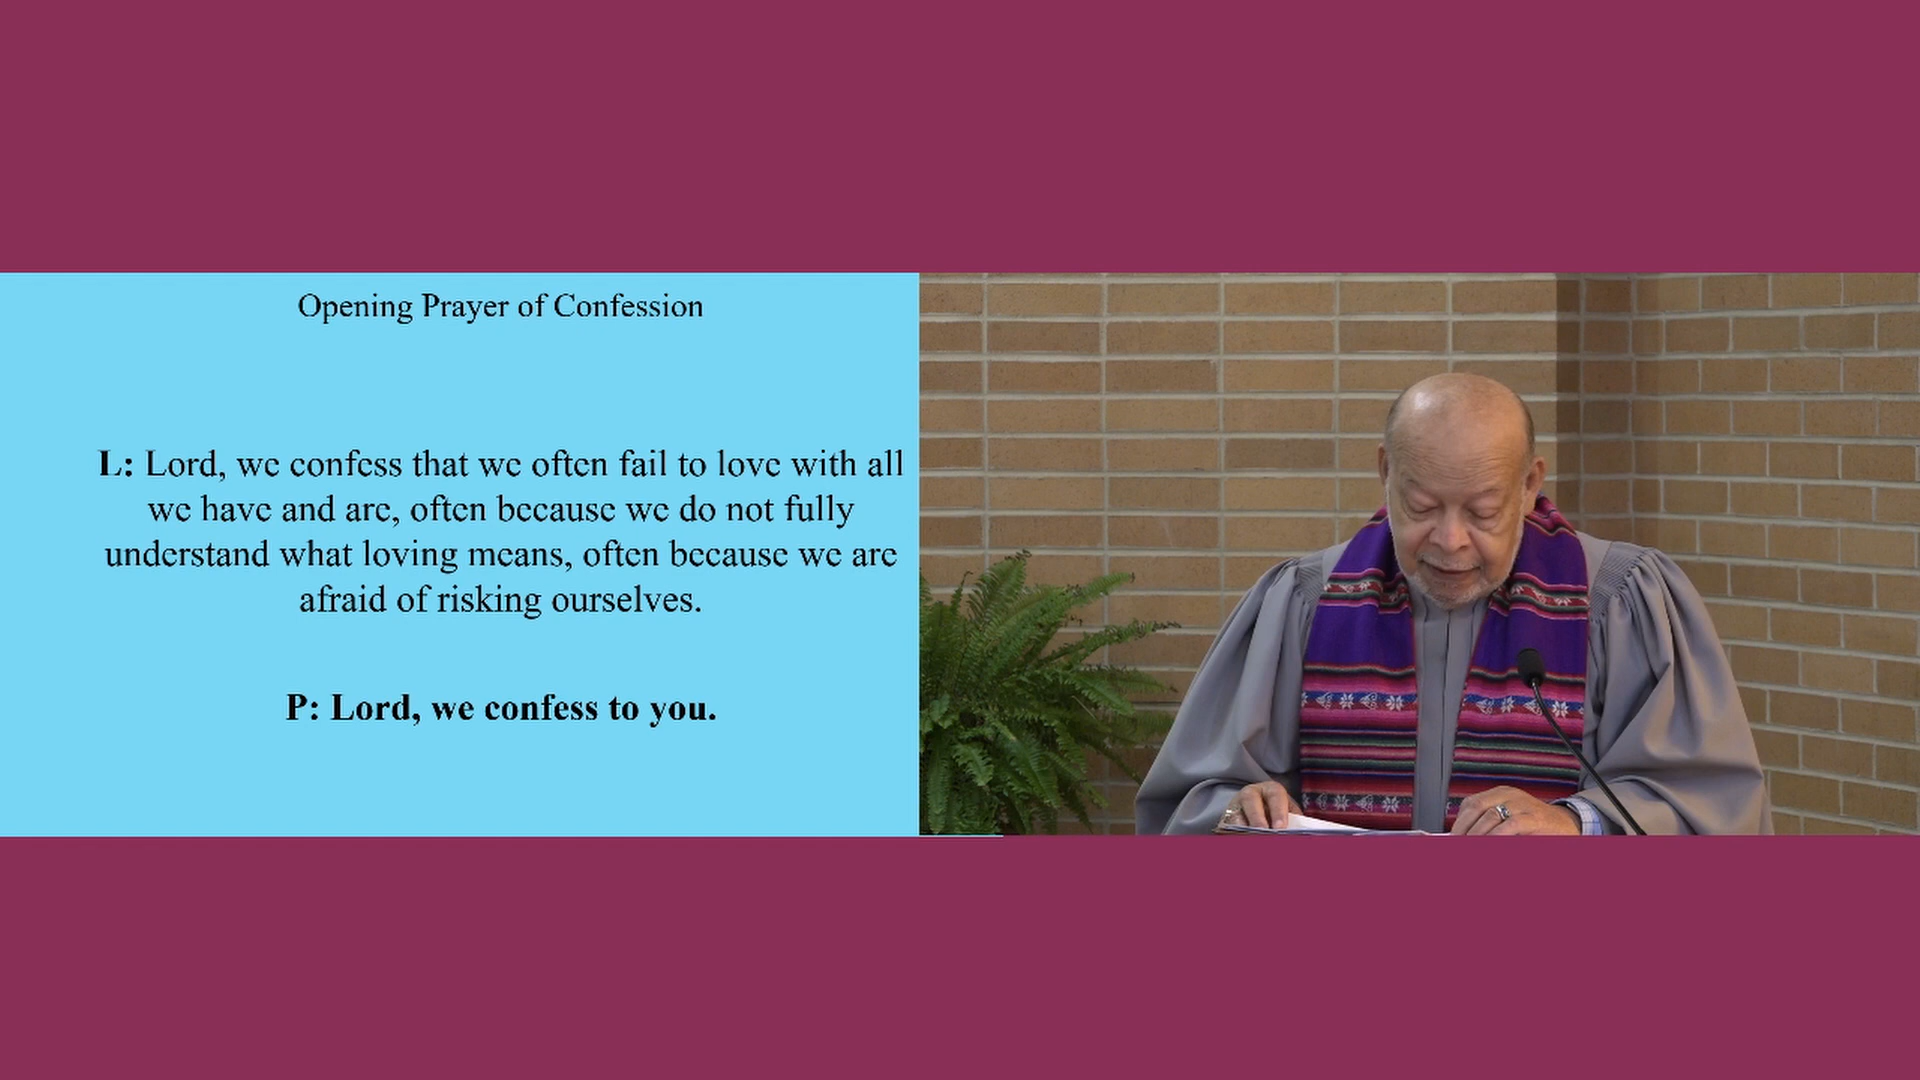 Opening Prayer of Confession
L: Lord, we confess that we often fail to love with all
we have and are, often because we do not fully
understand what loving means, often because we are
afraid of risking ourselves.
P: Lord, we confess to you.